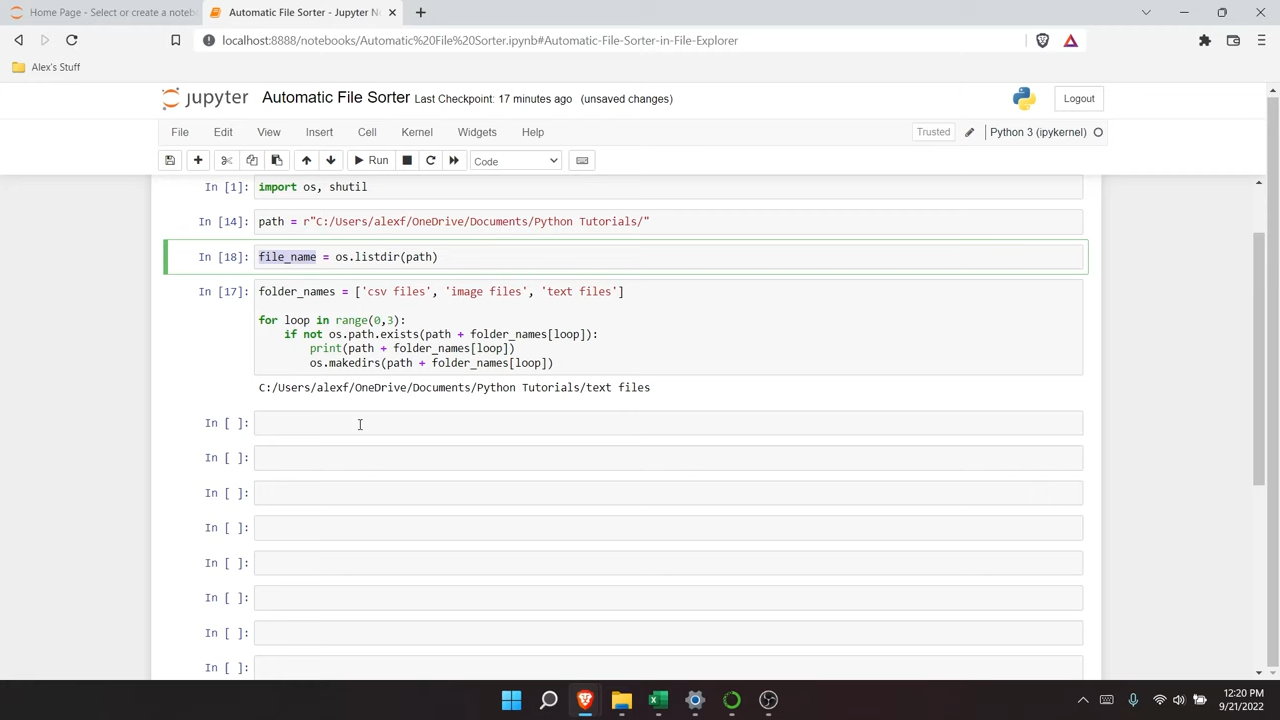 Home Page - Select or create a noteb
Automatic File Sorter - Jupyter N
localhost:8888/notebooks/Automatic%20File%20Sorter.ipynb#Automatic-File-Sorter-in-File-Explorer
Alex's Stuff
jupyter Automatic File Sorter Last Checkpoint: 17 minutes ago (unsaved changes) Logout
File Edit View Insert Cell Kernel Widgets Help Trusted Python 3 (ipykernel)
Run Code
In [1]: import os, shutil
In [14]: path = r"C:/Users/alexf/OneDrive/Documents/Python Tutorials/"
In [18]: file_name = os.listdir(path)
In [17]: folder_names = ['csv files', 'image files', 'text files']
for loop in range(0,3):
    if not os.path.exists(path + folder_names[loop]):
        print(path + folder_names[loop])
        os.makedirs(path + folder_names[loop])
C:/Users/alexf/OneDrive/Documents/Python Tutorials/text files
In [ ]:
In [ ]:
In [ ]:
In [ ]:
In [ ]:
In [ ]:
In [ ]:
In [ ]:
12:20 PM
9/21/2022